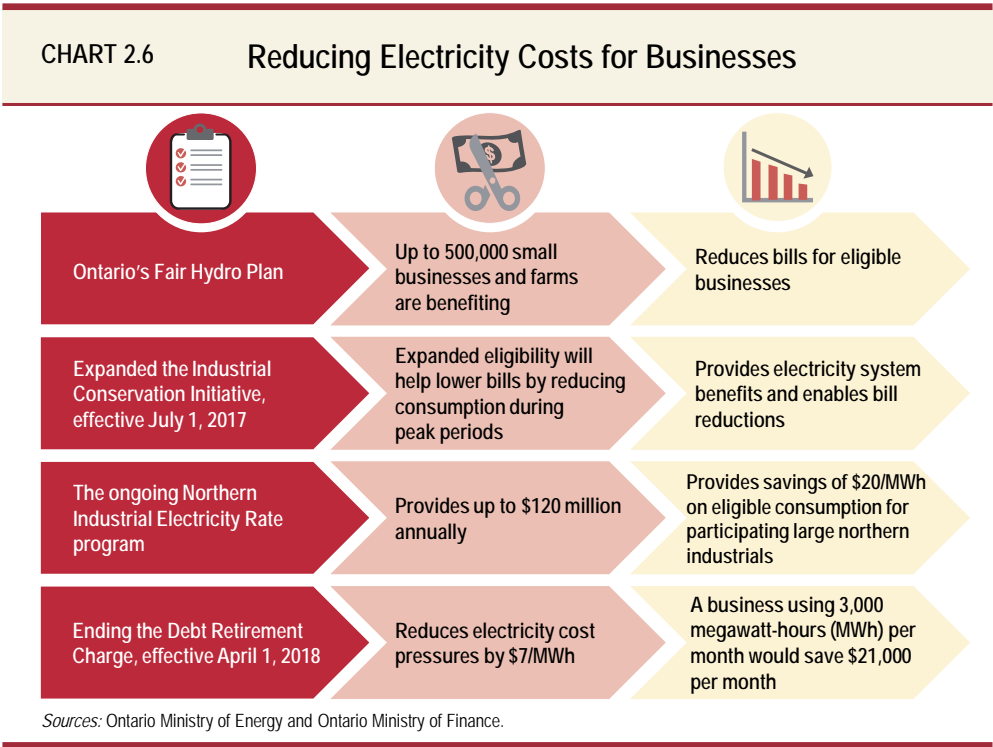 CHART 2.6
Reducing Electricity Costs for Businesses
$
Ontario's Fair Hydro Plan
Up to 500,000 small
businesses and farms
are benefiting
Reduces bills for eligible
businesses
Expanded the Industrial
Conservation Initiative,
effective July 1, 2017
Expanded eligibility will
help lower bills by reducing
consumption during
peak periods
Provides electricity system
benefits and enables bill
reductions
The ongoing Northern
Industrial Electricity Rate
program
Provides up to $120 million
annually
Provides savings of $20/MWh
on eligible consumption for
participating large northern
industrials
Ending the Debt Retirement
Charge, effective April 1, 2018
Reduces electricity cost
pressures by $7/MWh
A business using 3,000
megawatt-hours (MWh) per
month would save $21,000
per month
Sources: Ontario Ministry of Energy and Ontario Ministry of Finance.